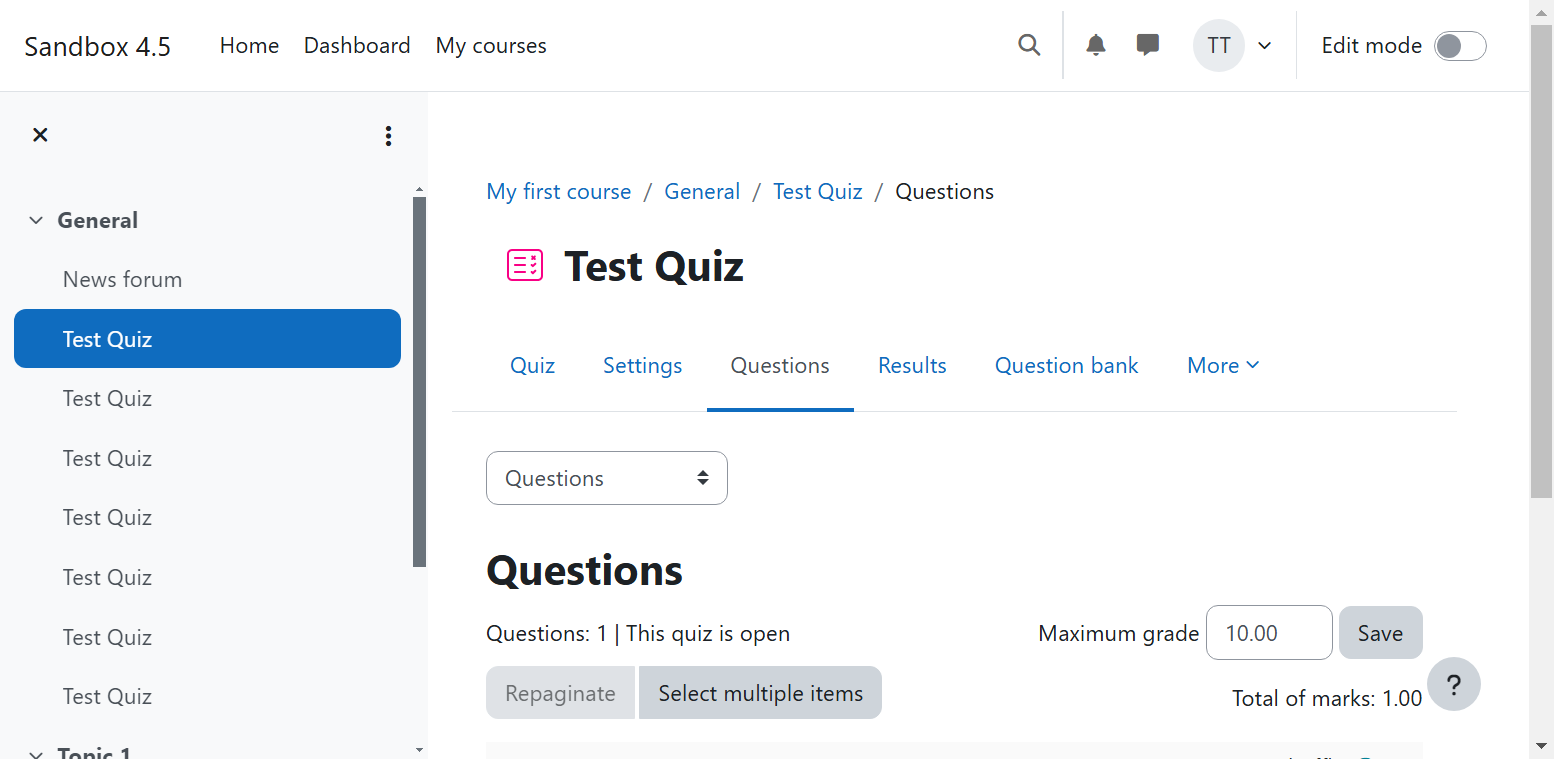 Sandbox 4.5 Home Dashboard My courses TT Edit mode
General
News forum
Test Quiz
Test Quiz
Test Quiz
Test Quiz
Test Quiz
Test Quiz
Test Quiz
Topic 1
My first course / General / Test Quiz / Questions
Test Quiz
Quiz Settings Questions Results Question bank More
Questions
Questions
Questions: 1 | This quiz is open
Maximum grade 10.00 Save
Repaginate Select multiple items
Total of marks: 1.00
?